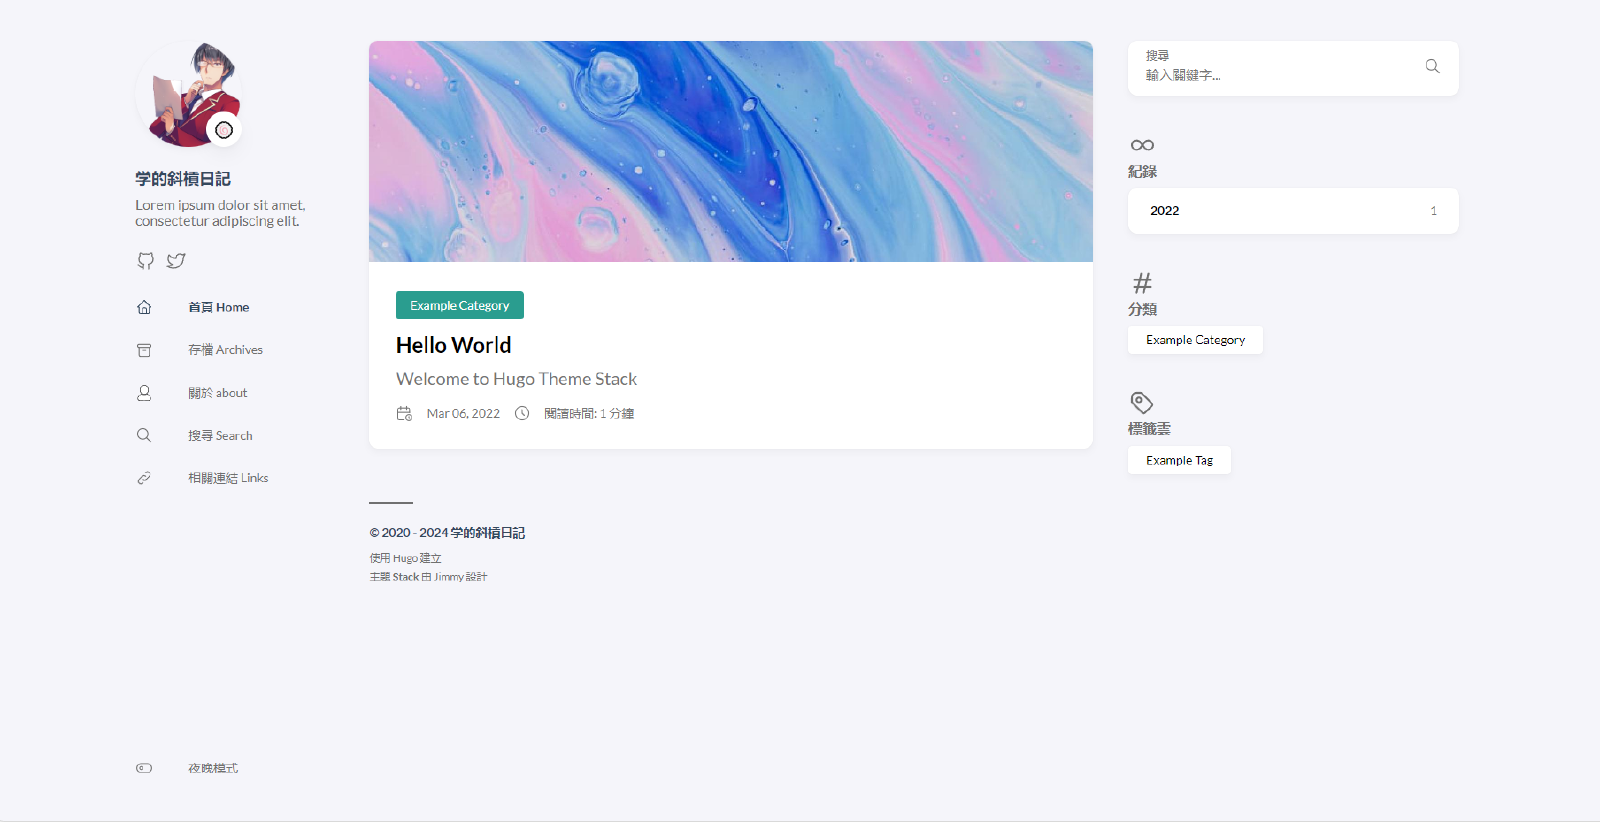 学的斜槓日記
Lorem ipsum dolor sit amet,
consectetur adipiscing elit.
首頁 Home
存檔 Archives
關於 about
搜尋 Search
相關連結 Links
夜晚模式
Example Category
Hello World
Welcome to Hugo Theme Stack
Mar 06, 2022
閱讀時間: 1 分鐘
© 2020 - 2024 学的斜槓日記
使用 Hugo 建立
主題 Stack 由 Jimmy 設計
搜尋
輸入關鍵字...
紀錄
2022 1
分類
Example Category
標籤雲
Example Tag